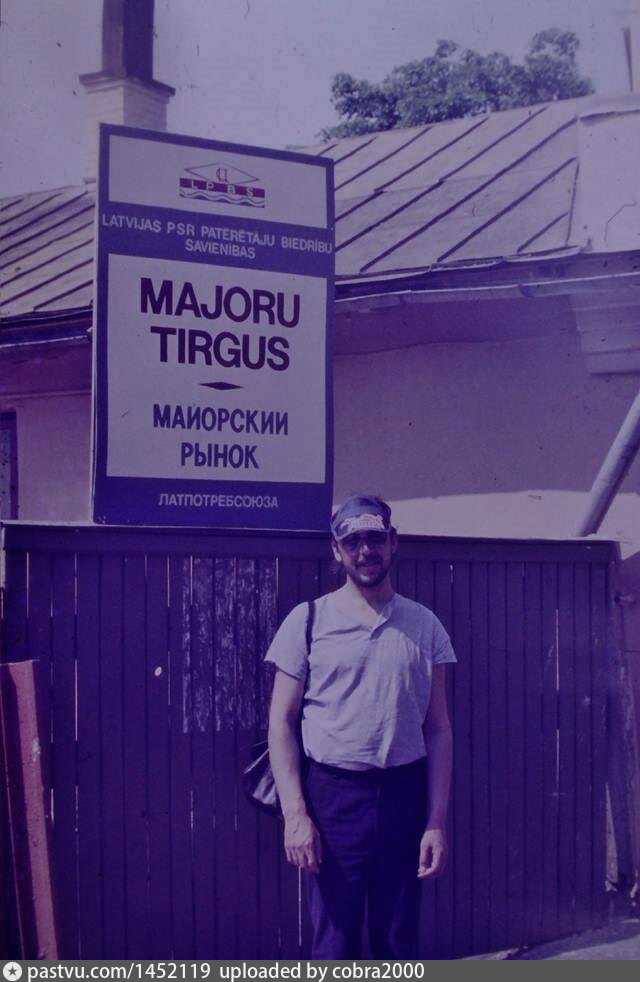 LPBS
LATVIJAS PSR PATĒRĒTĀJU BIEDRĪBU
SAVIENĪBAS
MAJORU
TIRGUS
МАЙОРСКИЙ
РЫНОК
ЛАТПОТРЕБСОЮЗА
pastvu.com/1452119 uploaded by cobra2000